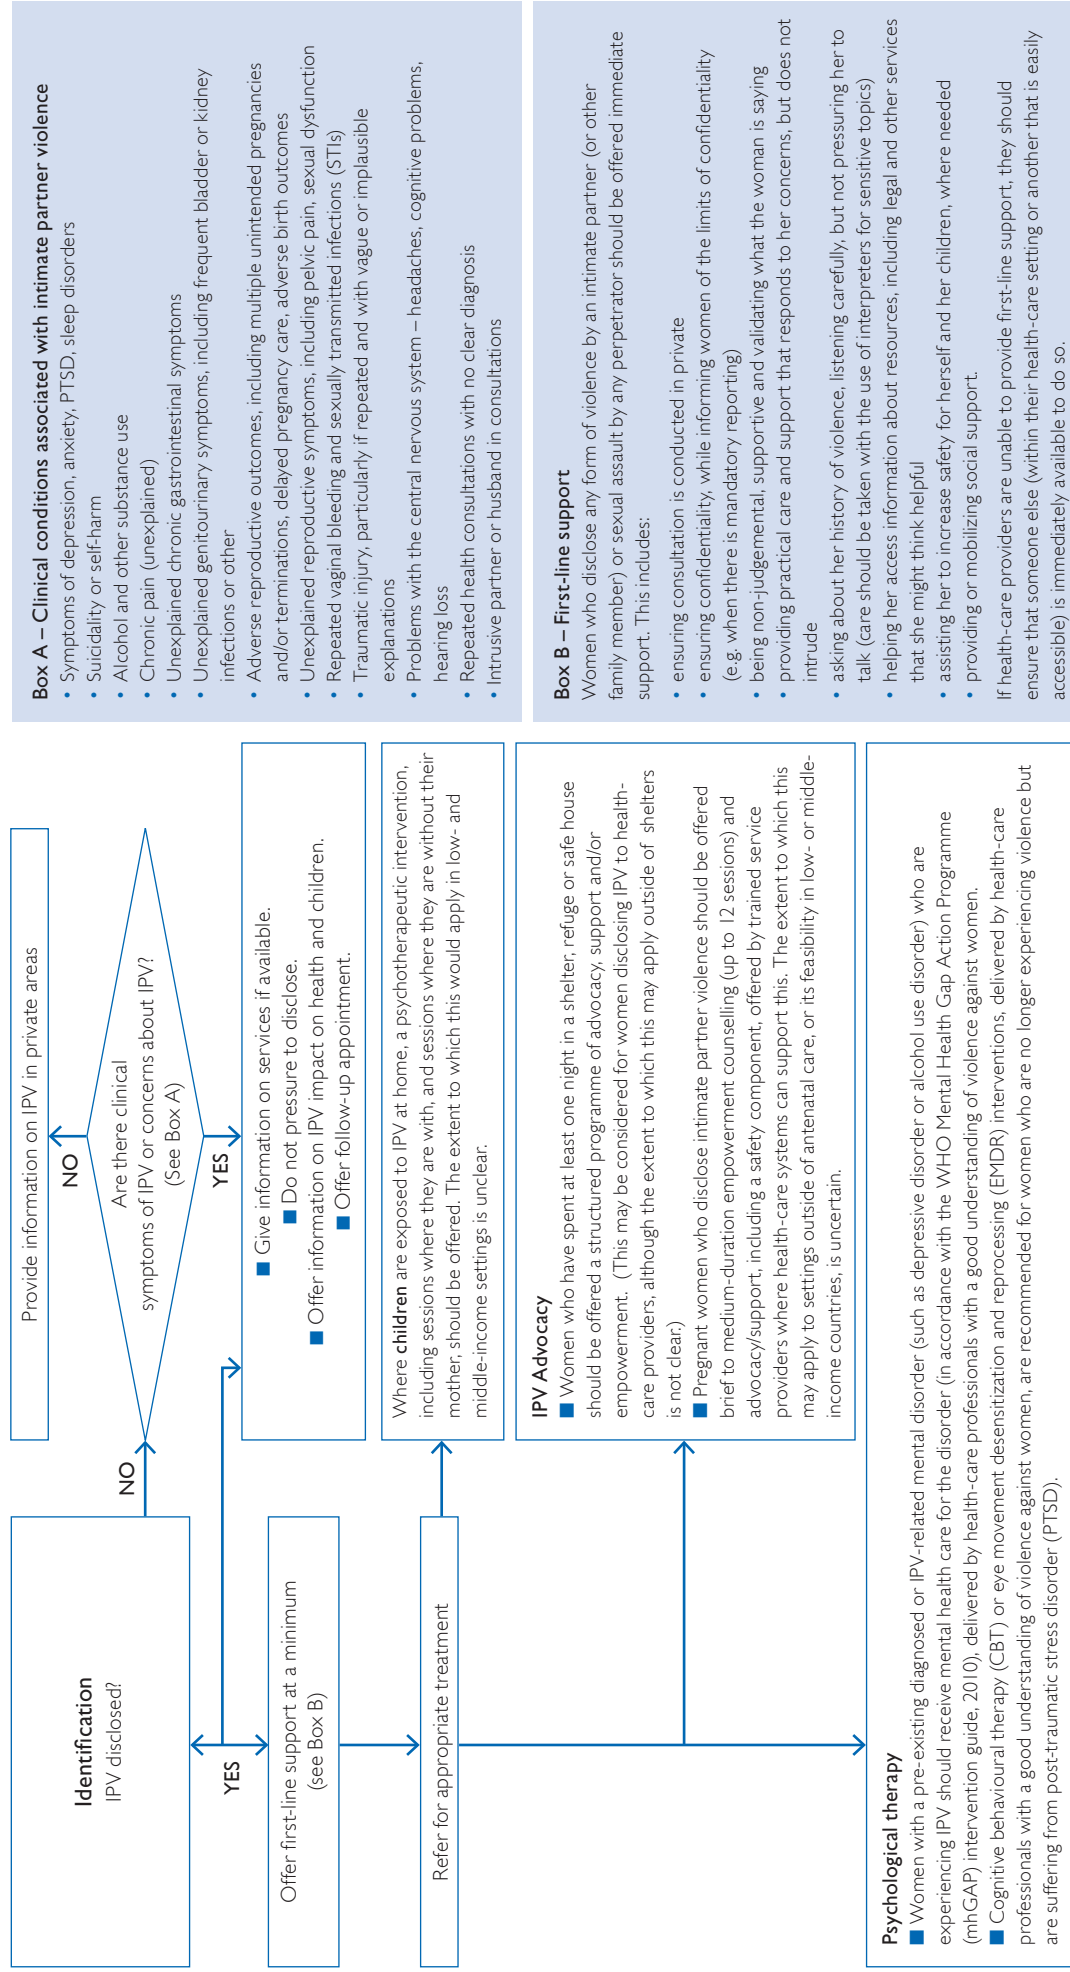 Identification
IPV disclosed?
NO
YES
Offer first-line support at a minimum
(see Box B)
Refer for appropriate treatment
Provide information on IPV in private areas
NO
Are there clinical
symptoms of IPV or concerns about IPV?
(See Box A)
YES
■ Give information on services if available.
■ Do not pressure to disclose.
■ Offer information on IPV impact on health and children.
■ Offer follow-up appointment.
Where children are exposed to IPV at home, a psychotherapeutic intervention,
including sessions where they are with, and sessions where they are without their
mother, should be offered. The extent to which this would apply in low- and
middle-income settings is unclear.
IPV Advocacy
■ Women who have spent at least one night in a shelter, refuge or safe house
should be offered a structured programme of advocacy, support and/or
empowerment. (This may be considered for women disclosing IPV to health-
care providers, although the extent to which this may apply outside of shelters
is not clear.)
■ Pregnant women who disclose intimate partner violence should be offered
brief to medium-duration empowerment counselling (up to 12 sessions) and
advocacy/support, including a safety component, offered by trained service
providers where health-care systems can support this. The extent to which this
may apply to settings outside of antenatal care, or its feasibility in low- or middle-
income countries, is uncertain.
Psychological therapy
■ Women with a pre-existing diagnosed or IPV-related mental disorder (such as depressive disorder or alcohol use disorder) who are
experiencing IPV should receive mental health care for the disorder (in accordance with the WHO Mental Health Gap Action Programme
(mhGAP) intervention guide, 2010), delivered by health-care professionals with a good understanding of violence against women.
■ Cognitive behavioural therapy (CBT) or eye movement desensitization and reprocessing (EMDR) interventions, delivered by health-care
professionals with a good understanding of violence against women, are recommended for women who are no longer experiencing violence but
are suffering from post-traumatic stress disorder (PTSD).
Box A – Clinical conditions associated with intimate partner violence
• Symptoms of depression, anxiety, PTSD, sleep disorders
• Suicidality or self-harm
• Alcohol and other substance use
• Chronic pain (unexplained)
• Unexplained chronic gastrointestinal symptoms
• Unexplained genitourinary symptoms, including frequent bladder or kidney
infections or other
• Adverse reproductive outcomes, including multiple unintended pregnancies
and/or terminations, delayed pregnancy care, adverse birth outcomes
• Unexplained reproductive symptoms, including pelvic pain, sexual dysfunction
• Repeated vaginal bleeding and sexually transmitted infections (STIs)
• Traumatic injury, particularly if repeated and with vague or implausible
explanations
• Problems with the central nervous system – headaches, cognitive problems,
hearing loss
• Repeated health consultations with no clear diagnosis
• Intrusive partner or husband in consultations
Box B – First-line support
Women who disclose any form of violence by an intimate partner (or other
family member) or sexual assault by any perpetrator should be offered immediate
support. This includes:
• ensuring consultation is conducted in private
• ensuring confidentiality, while informing women of the limits of confidentiality
(e.g. when there is mandatory reporting)
• being non-judgemental, supportive and validating what the woman is saying
• providing practical care and support that responds to her concerns, but does not
intrude
• asking about her history of violence, listening carefully, but not pressuring her to
talk (care should be taken with the use of interpreters for sensitive topics)
• helping her access information about resources, including legal and other services
that she might think helpful
• assisting her to increase safety for herself and her children, where needed
• providing or mobilizing social support.
If health-care providers are unable to provide first-line support, they should
ensure that someone else (within their health-care setting or another that is easily
accessible) is immediately available to do so.